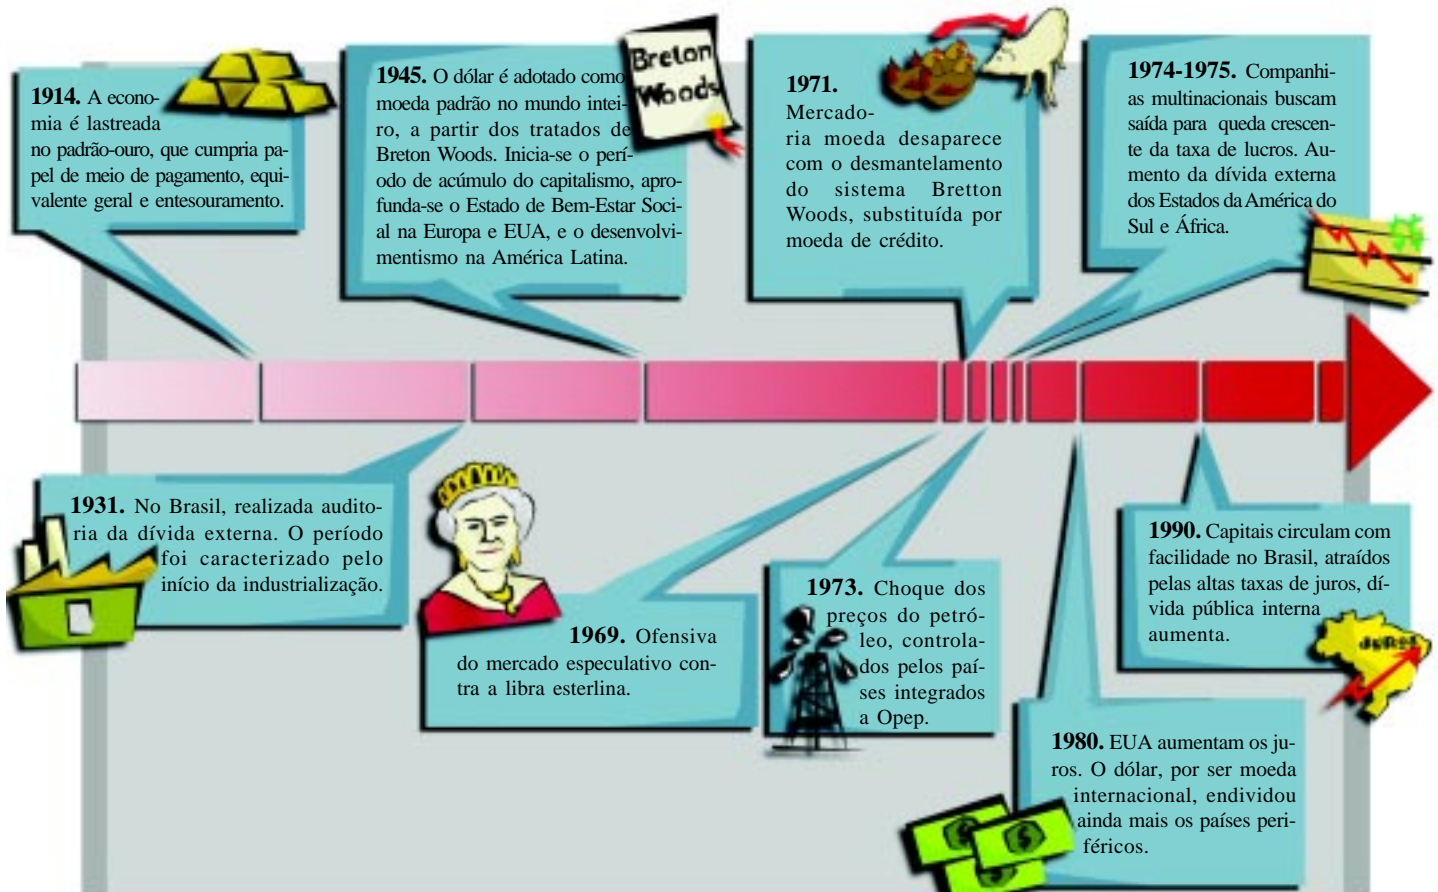 1914. A econo-
mia é lastreada
no padrão-ouro, que cumpria pa-
pel de meio de pagamento, equi-
valente geral e entesouramento.
1945. O dólar é adotado como
moeda padrão no mundo intei-
ro, a partir dos tratados de
Breton Woods. Inicia-se o perí-
odo de acúmulo do capitalismo, apro-
funda-se o Estado de Bem-Estar Soci-
al na Europa e EUA, e o desenvolvi-
mentismo na América Latina.
Breton
Woods
1971.
Mercado-
ria moeda desaparece
com o desmantelamento
do sistema Bretton
Woods, substituída por
moeda de crédito.
1974-1975. Companhi-
as multinacionais buscam
saída para queda crescen-
te da taxa de lucros. Au-
mento da dívida externa
dos Estados da América do
Sul e África.
1931. No Brasil, realizada audito-
ria da dívida externa. O período
foi caracterizado pelo
início da industrialização.
1969. Ofensiva
do mercado especulativo con-
tra a libra esterlina.
1973. Choque dos
preços do petró-
leo, controla-
dos pelos paí-
ses integrados
a Opep.
1980. EUA aumentam os ju-
ros. O dólar, por ser moeda
internacional, endividou
ainda mais os países peri-
féricos.
$
$
1990. Capitais circulam com
facilidade no Brasil, atraídos
pelas altas taxas de juros, dí-
vida pública interna
aumenta.
JUROS